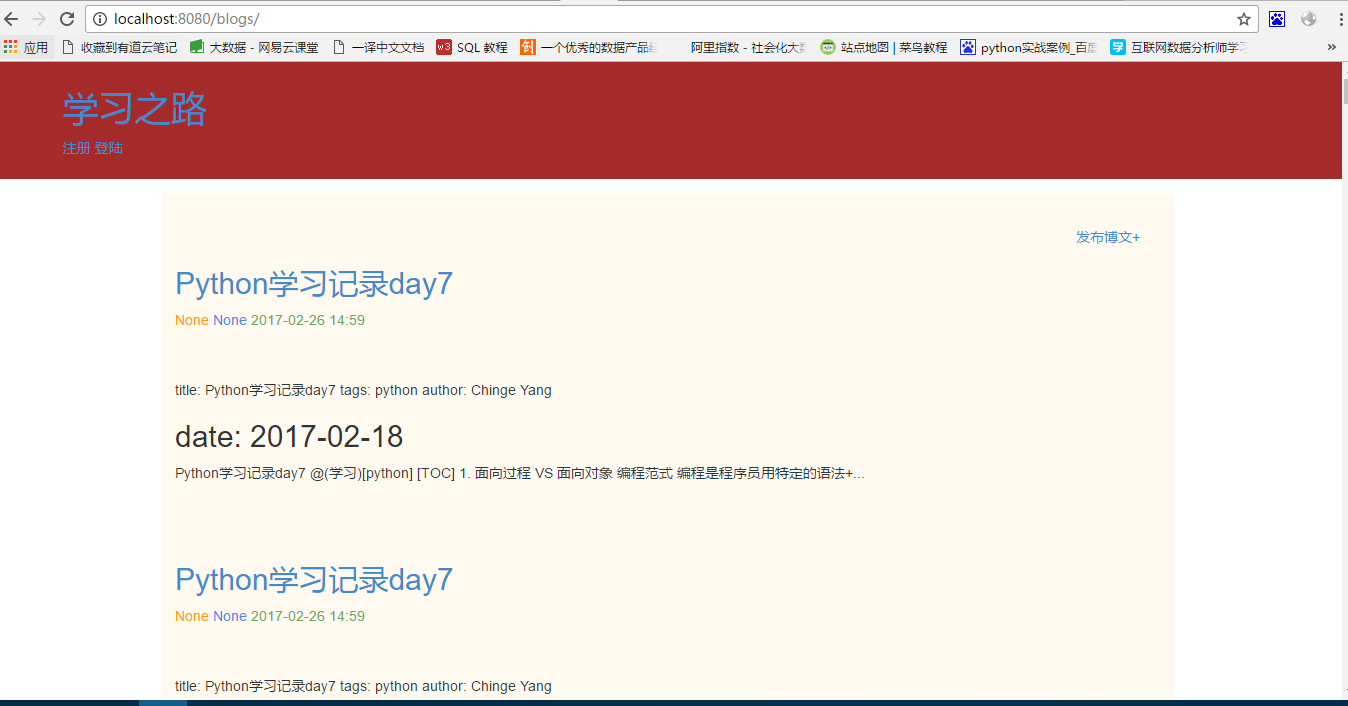 localhost:8080/blogs/
应用 收藏到有道云笔记 大数据 - 网易云课堂 一译中文文档 w3 SQL 教程 创 一个优秀的数据产品经 阿里指数 - 社会化大数 站点地图 | 菜鸟教程 python实战案例_百度 学 互联网数据分析师学习 »
学习之路
注册 登陆
发布博文+
Python学习记录day7
None None 2017-02-26 14:59
title: Python学习记录day7 tags: python author: Chinge Yang
date: 2017-02-18
Python学习记录day7 @(学习)[python] [TOC] 1. 面向过程 VS 面向对象 编程范式 编程是程序员用特定的语法+...
Python学习记录day7
None None 2017-02-26 14:59
title: Python学习记录day7 tags: python author: Chinge Yang